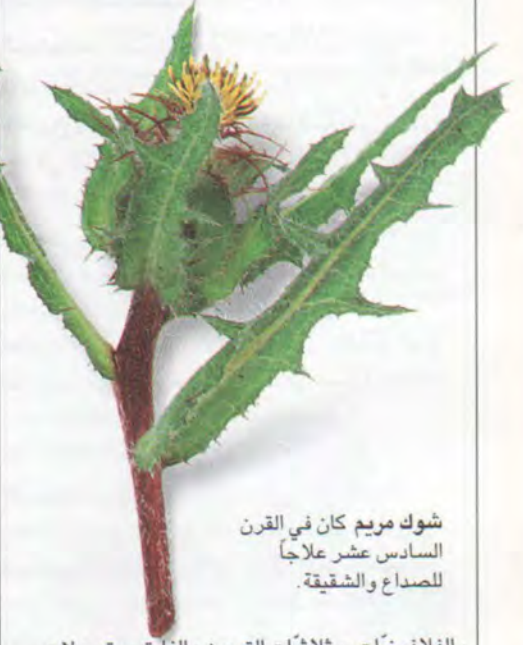 شوك مريم كان في القرن
السادس عشر علاجاً
للصداع والشقيقة.